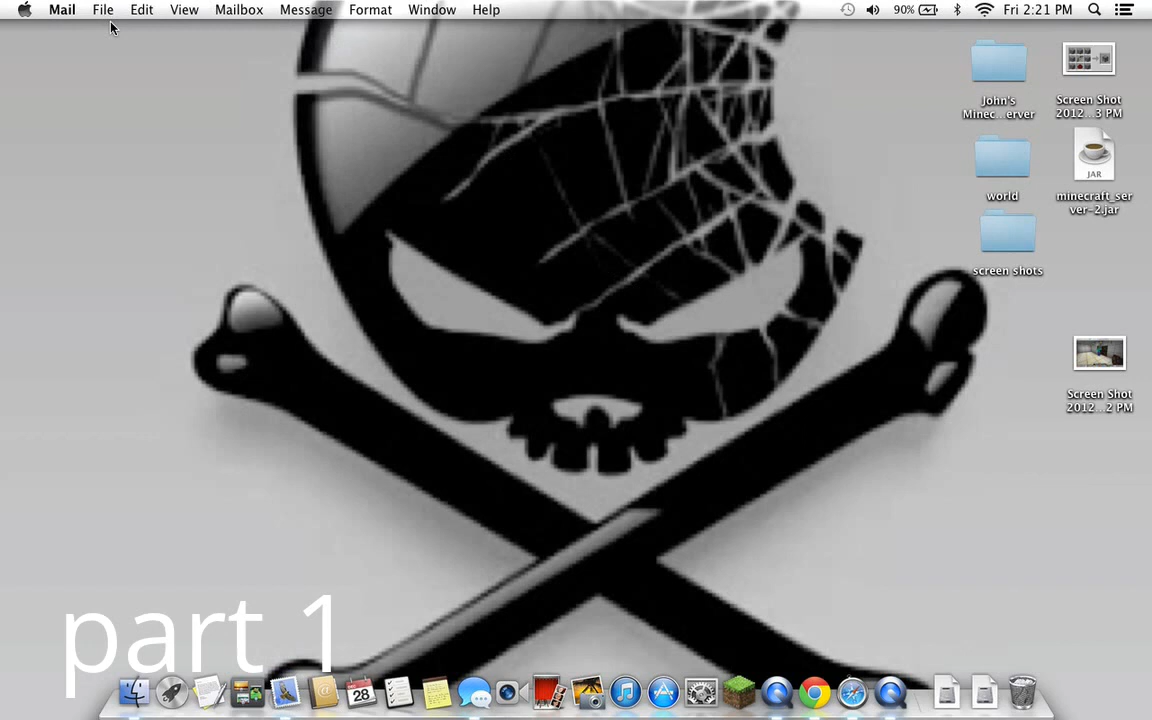 Mail File Edit View Mailbox Message Format Window Help 90% Fri 2:21 PM
John's
Minec...erver
Screen Shot
2012...3 PM
world
JAR
minecraft_ser
ver-2.jar
screen shots
Screen Shot
2012...2 PM
part 1
28